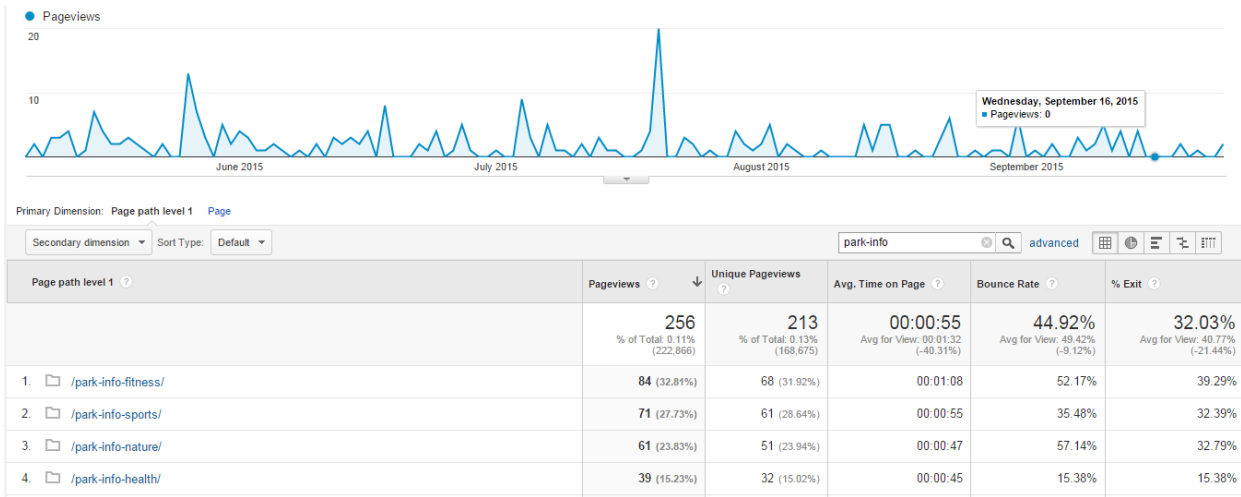 Pageviews
20
10
Wednesday, September 16, 2015
Pageviews: 0
June 2015 July 2015 August 2015 September 2015
Primary Dimension: Page path level 1 Page
Secondary dimension Sort Type: Default park-info advanced
Page path level 1 ? Pageviews ? Unique Pageviews ? Avg. Time on Page ? Bounce Rate ? % Exit ?
256 213 00:00:55 44.92% 32.03%
% of Total: 0.11% % of Total: 0.13% Avg for View: 00:01:32 Avg for View: 49.42% Avg for View: 40.77%
(222,866) (168,675) (-40.31%) (-9.12%) (-21.44%)
1. /park-info-fitness/ 84 (32.81%) 68 (31.92%) 00:01:08 52.17% 39.29%
2. /park-info-sports/ 71 (27.73%) 61 (28.64%) 00:00:55 35.48% 32.39%
3. /park-info-nature/ 61 (23.83%) 51 (23.94%) 00:00:47 57.14% 32.79%
4. /park-info-health/ 39 (15.23%) 32 (15.02%) 00:00:45 15.38% 15.38%